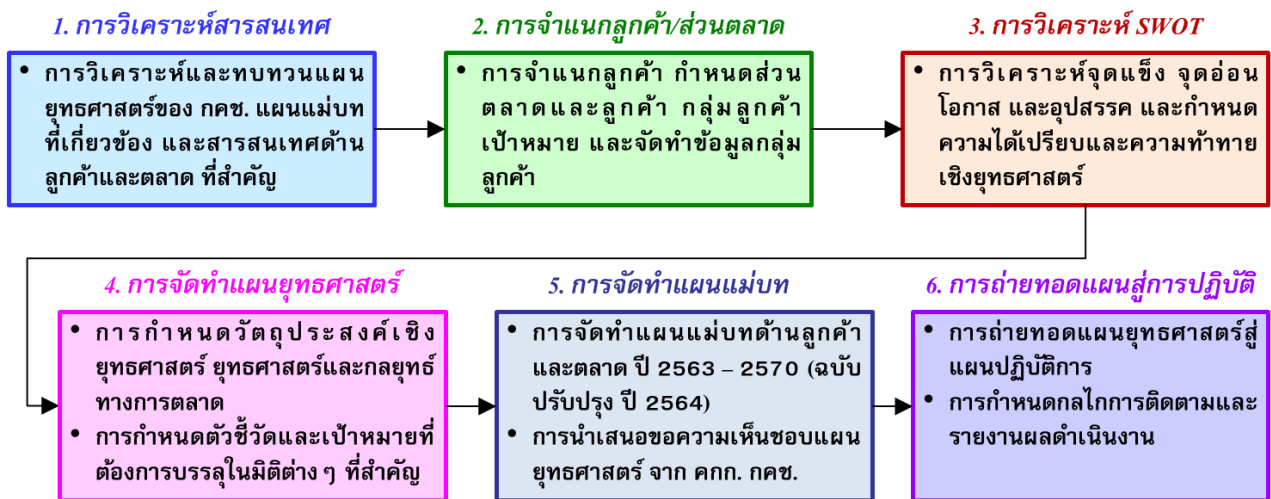 1. การวิเคราะห์สารสนเทศ
• การวิเคราะห์และทบทวนแผน
ยุทธศาสตร์ของ กคช. แผนแม่บท
ที่เกี่ยวข้อง และสารสนเทศด้าน
ลูกค้าและตลาด ที่สำคัญ
2. การจำแนกลูกค้า/ส่วนตลาด
• การจำแนกลูกค้า กำหนดส่วน
ตลาดและลูกค้า กลุ่มลูกค้า
เป้าหมาย และจัดทำข้อมูลกลุ่ม
ลูกค้า
3. การวิเคราะห์ SWOT
• การวิเคราะห์จุดแข็ง จุดอ่อน
โอกาส และอุปสรรค และกำหนด
ความได้เปรียบและความท้าทาย
เชิงยุทธศาสตร์
4. การจัดทำแผนยุทธศาสตร์
• การกำหนดวัตถุประสงค์เชิง
ยุทธศาสตร์ ยุทธศาสตร์และกลยุทธ์
ทางการตลาด
• การกำหนดตัวชี้วัดและเป้าหมายที่
ต้องการบรรลุในมิติต่าง ๆ ที่สำคัญ
5. การจัดทำแผนแม่บท
• การจัดทำแผนแม่บทด้านลูกค้า
และตลาด ปี 2563 – 2570 (ฉบับ
ปรับปรุง ปี 2564)
• การนำเสนอขอความเห็นชอบแผน
ยุทธศาสตร์ จาก คกก. กคช.
6. การถ่ายทอดแผนสู่การปฏิบัติ
• การถ่ายทอดแผนยุทธศาสตร์สู่
แผนปฏิบัติการ
• การกำหนดกลไกการติดตามและ
รายงานผลดำเนินงาน